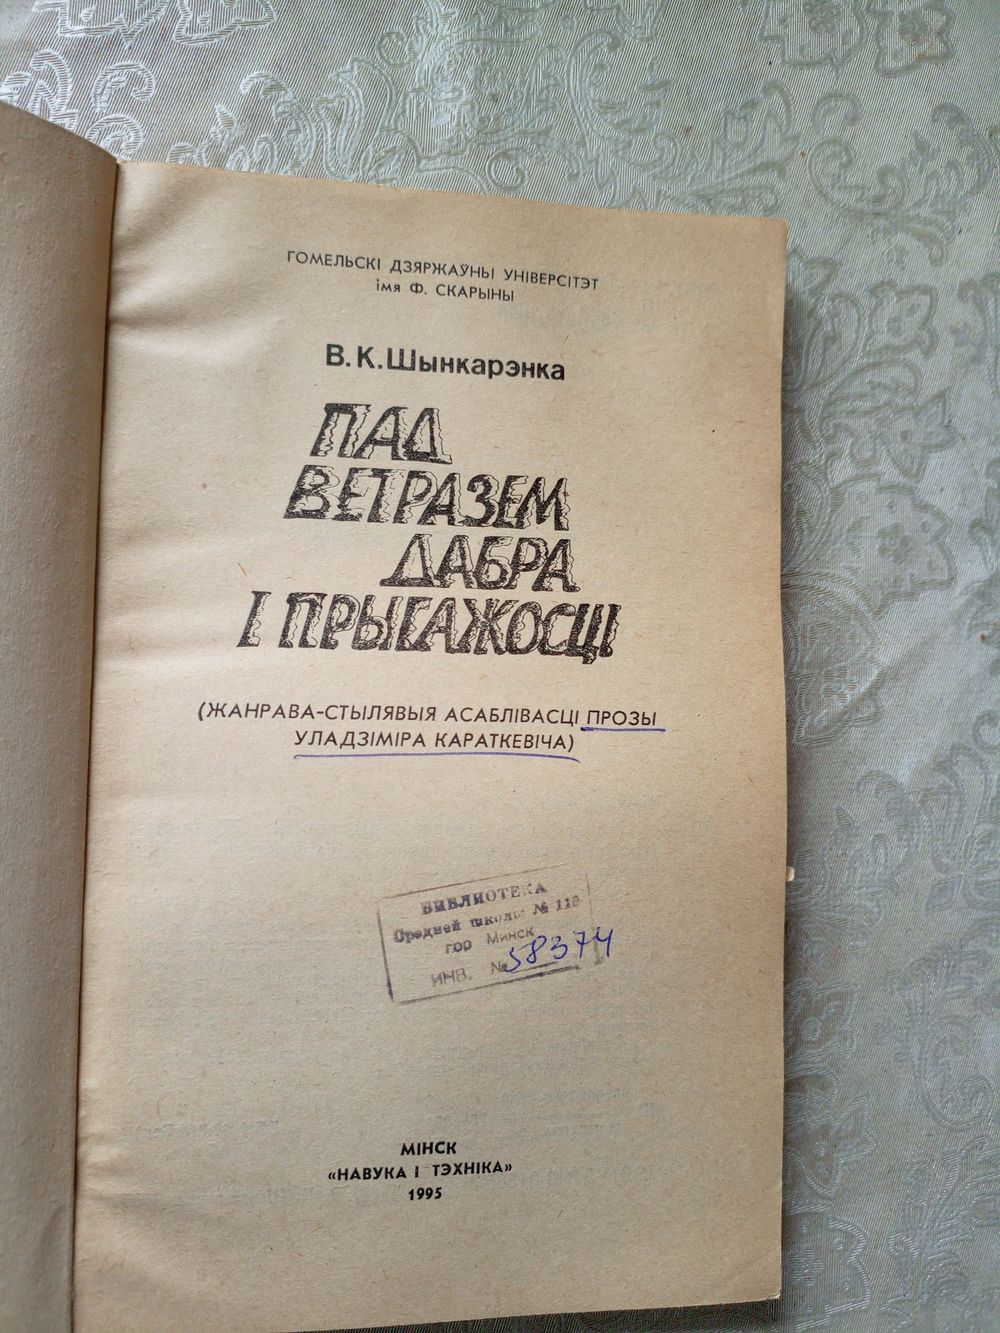 ГОМЕЛЬСКІ ДЗЯРЖАЎНЫ УНІВЕРСІТЭТ
імя Ф. СКАРЫНЫ
В. К. Шынкарэнка
ПАД
ВЕТРАЗЕМ
ДАБРА
І ПРЫГАЖОСЦІ
(ЖАНРАВА-СТЫЛЯВЫЯ АСАБЛІВАСЦІ ПРОЗЫ
УЛАДЗІМІРА КАРАТКЕВІЧА)
БИБЛИОТЕКА
Средней школы №
гор Минск
ИНВ. № 58374
МІНСК
«НАВУКА І ТЭХНІКА»
1995